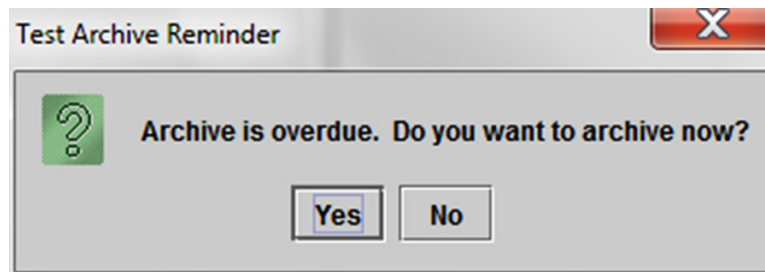 Test Archive Reminder
Archive is overdue.  Do you want to archive now?
Yes
No